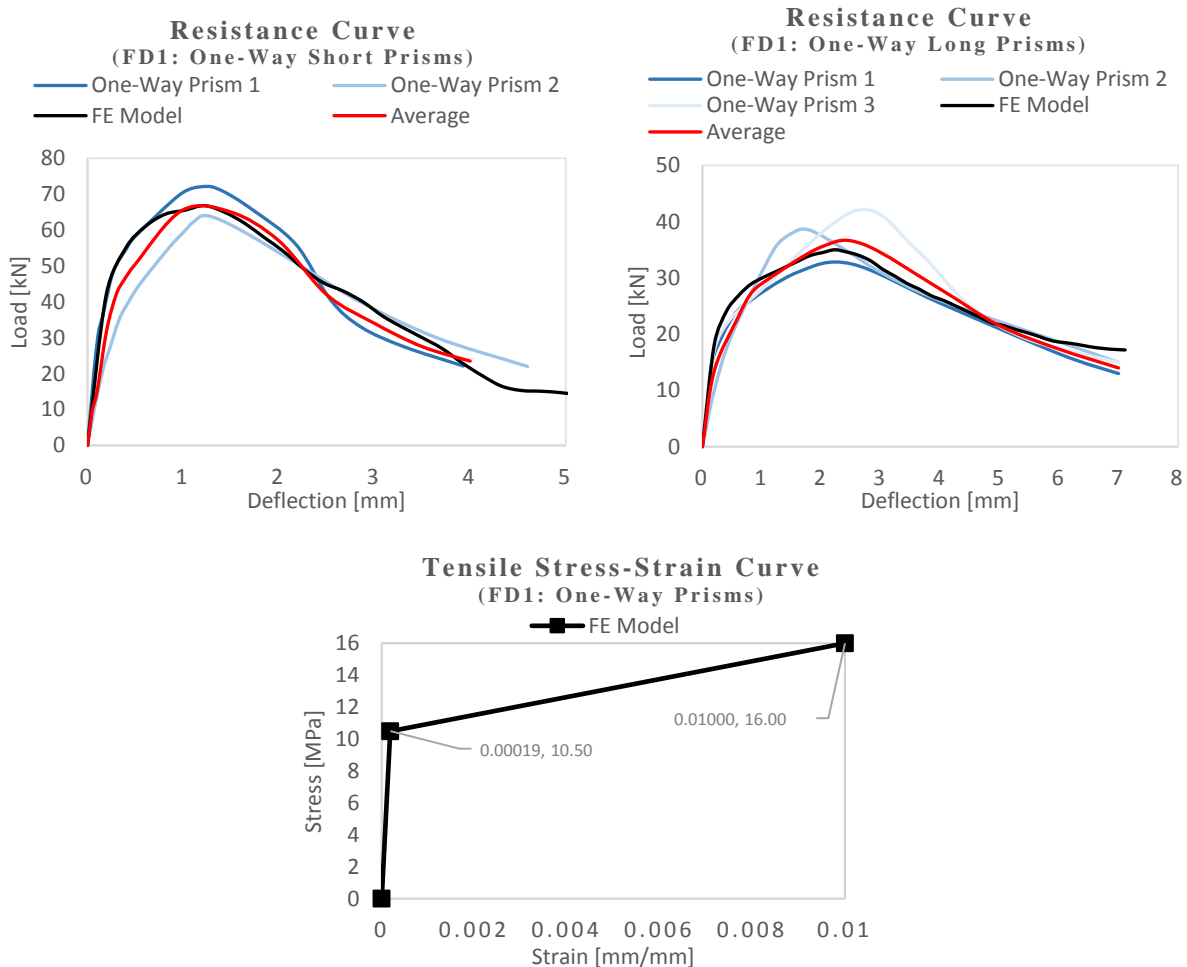 Resistance Curve
(FD1: One-Way Short Prisms)
One-Way Prism 1
One-Way Prism 2
FE Model
Average
80
70
60
50
40
30
20
10
0
Load [kN]
0 1 2 3 4 5
Deflection [mm]
Resistance Curve
(FD1: One-Way Long Prisms)
One-Way Prism 1
One-Way Prism 2
One-Way Prism 3
FE Model
Average
50
40
30
20
10
0
Load [kN]
0 1 2 3 4 5 6 7 8
Deflection [mm]
Tensile Stress-Strain Curve
(FD1: One-Way Prisms)
FE Model
16
14
12
10
8
6
4
2
0
Stress [MPa]
0.01000, 16.00
0.00019, 10.50
0 0.002 0.004 0.006 0.008 0.01
Strain [mm/mm]